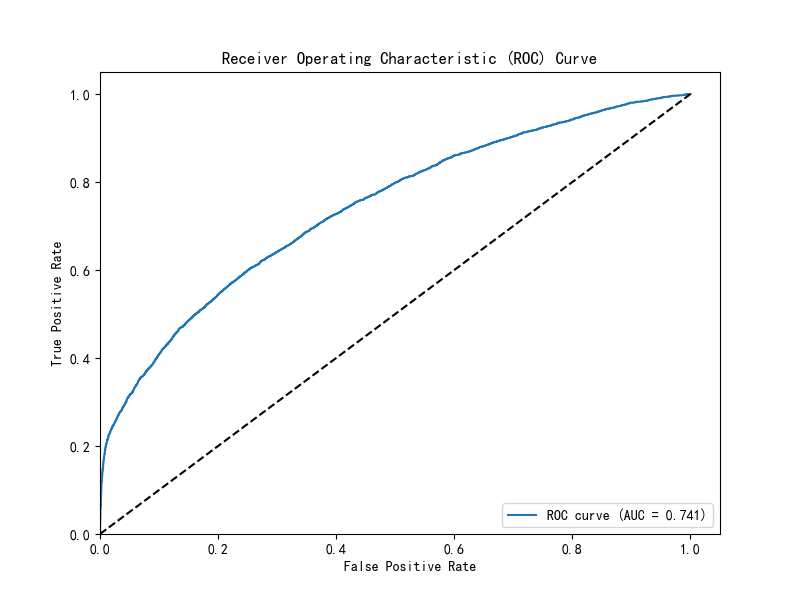 Receiver Operating Characteristic (ROC) Curve
1.0
0.8
0.6
0.4
0.2
0.0
True Positive Rate
0.0 0.2 0.4 0.6 0.8 1.0
False Positive Rate
ROC curve (AUC = 0.741)